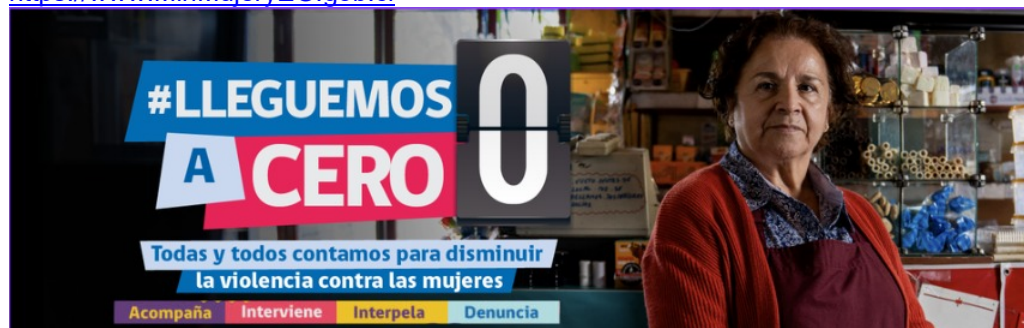 #LLEGUEMOS
A CERO
0
Todas y todos contamos para disminuir
la violencia contra las mujeres
Acompaña Interviene Interpela Denuncia